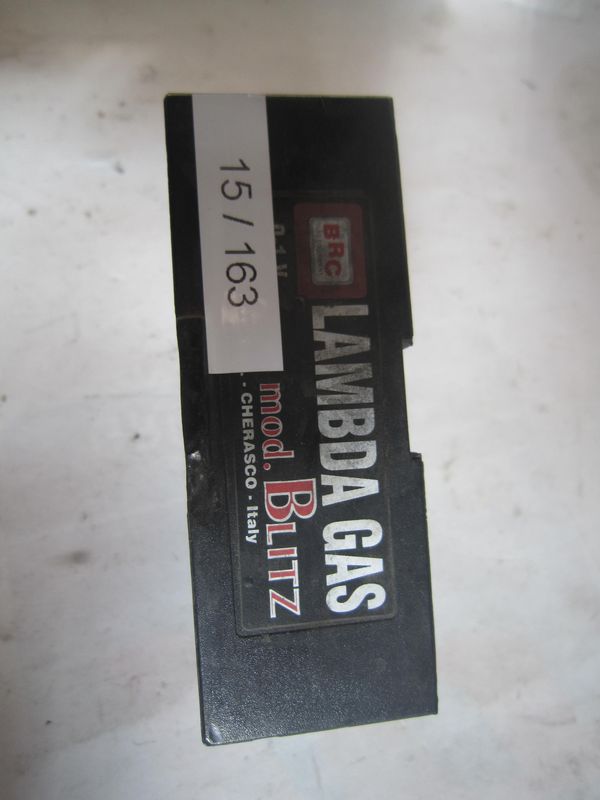 15 / 163
BRC
LAMBDA GAS
mod. BLITZ
. - CHERASCO - Italy